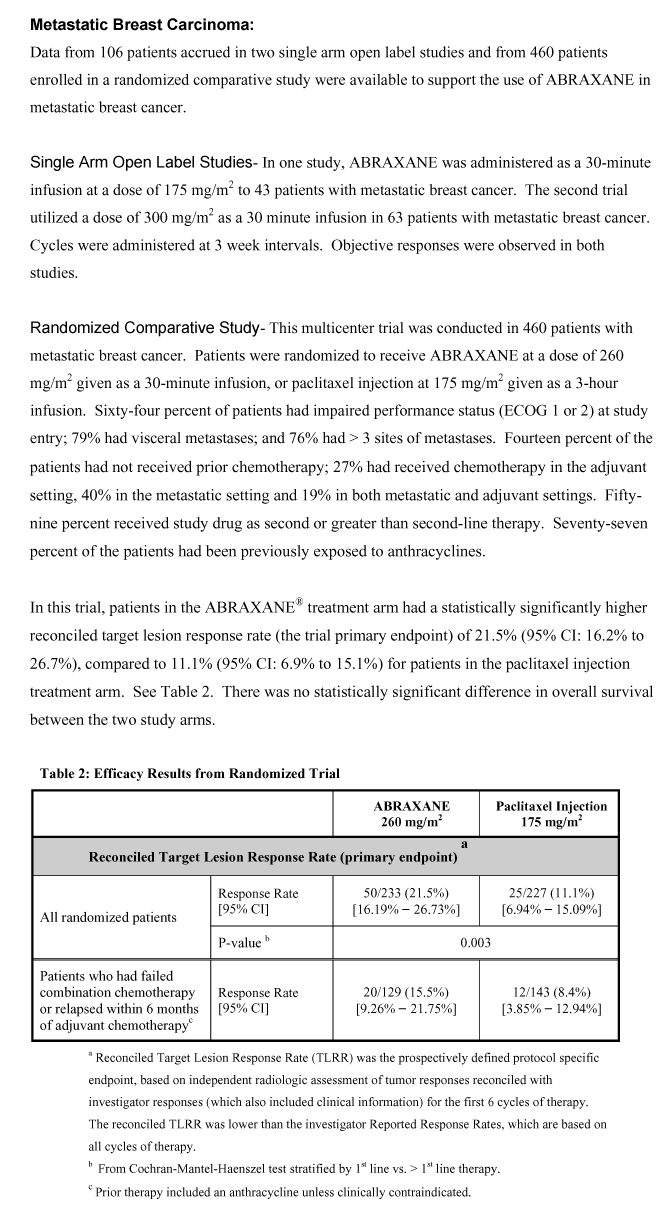 Metastatic Breast Carcinoma:
Data from 106 patients accrued in two single arm open label studies and from 460 patients
enrolled in a randomized comparative study were available to support the use of ABRAXANE in
metastatic breast cancer.
Single Arm Open Label Studies- In one study, ABRAXANE was administered as a 30-minute
infusion at a dose of 175 mg/m² to 43 patients with metastatic breast cancer. The second trial
utilized a dose of 300 mg/m² as a 30 minute infusion in 63 patients with metastatic breast cancer.
Cycles were administered at 3 week intervals. Objective responses were observed in both
studies.
Randomized Comparative Study- This multicenter trial was conducted in 460 patients with
metastatic breast cancer. Patients were randomized to receive ABRAXANE at a dose of 260
mg/m² given as a 30-minute infusion, or paclitaxel injection at 175 mg/m² given as a 3-hour
infusion. Sixty-four percent of patients had impaired performance status (ECOG 1 or 2) at study
entry; 79% had visceral metastases; and 76% had > 3 sites of metastases. Fourteen percent of the
patients had not received prior chemotherapy; 27% had received chemotherapy in the adjuvant
setting, 40% in the metastatic setting and 19% in both metastatic and adjuvant settings. Fifty-
nine percent received study drug as second or greater than second-line therapy. Seventy-seven
percent of the patients had been previously exposed to anthracyclines.
In this trial, patients in the ABRAXANE® treatment arm had a statistically significantly higher
reconciled target lesion response rate (the trial primary endpoint) of 21.5% (95% CI: 16.2% to
26.7%), compared to 11.1% (95% CI: 6.9% to 15.1%) for patients in the paclitaxel injection
treatment arm. See Table 2. There was no statistically significant difference in overall survival
between the two study arms.
Table 2: Efficacy Results from Randomized Trial
ABRAXANE
260 mg/m²
Paclitaxel Injection
175 mg/m²
Reconciled Target Lesion Response Rate (primary endpoint) a
All randomized patients
Response Rate
[95% CI]
50/233 (21.5%)
[16.19% – 26.73%]
25/227 (11.1%)
[6.94% – 15.09%]
P-value b
0.003
Patients who had failed
combination chemotherapy
or relapsed within 6 months
of adjuvant chemotherapy c
Response Rate
[95% CI]
20/129 (15.5%)
[9.26% – 21.75%]
12/143 (8.4%)
[3.85% – 12.94%]
a Reconciled Target Lesion Response Rate (TLRR) was the prospectively defined protocol specific
endpoint, based on independent radiologic assessment of tumor responses reconciled with
investigator responses (which also included clinical information) for the first 6 cycles of therapy.
The reconciled TLRR was lower than the investigator Reported Response Rates, which are based on
all cycles of therapy.
b From Cochran-Mantel-Haenszel test stratified by 1st line vs. > 1st line therapy.
c Prior therapy included an anthracycline unless clinically contraindicated.